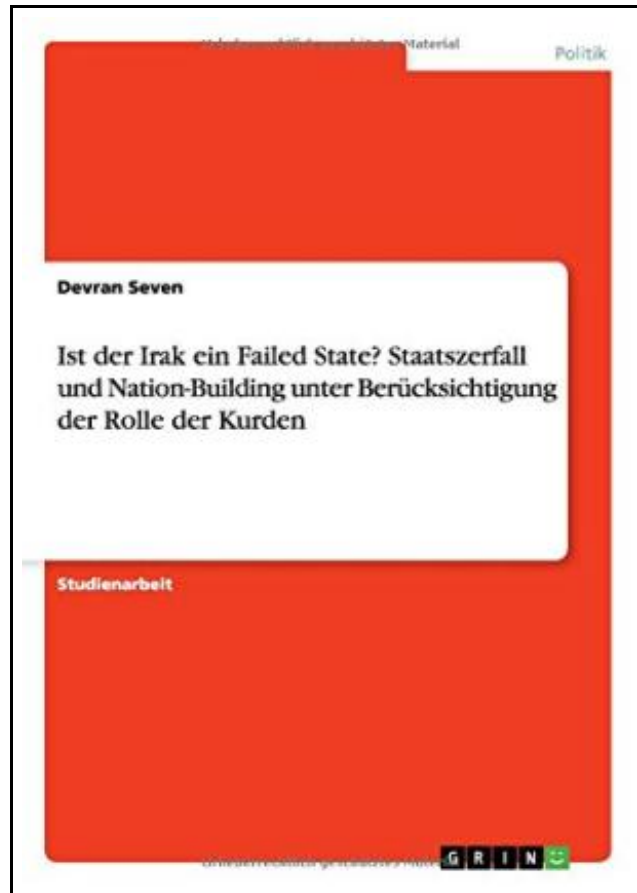 Material
Politik
Devran Seven
Ist der Irak ein Failed State? Staatszerfall
und Nation-Building unter Berücksichtigung
der Rolle der Kurden
Studienarbeit
GRIN